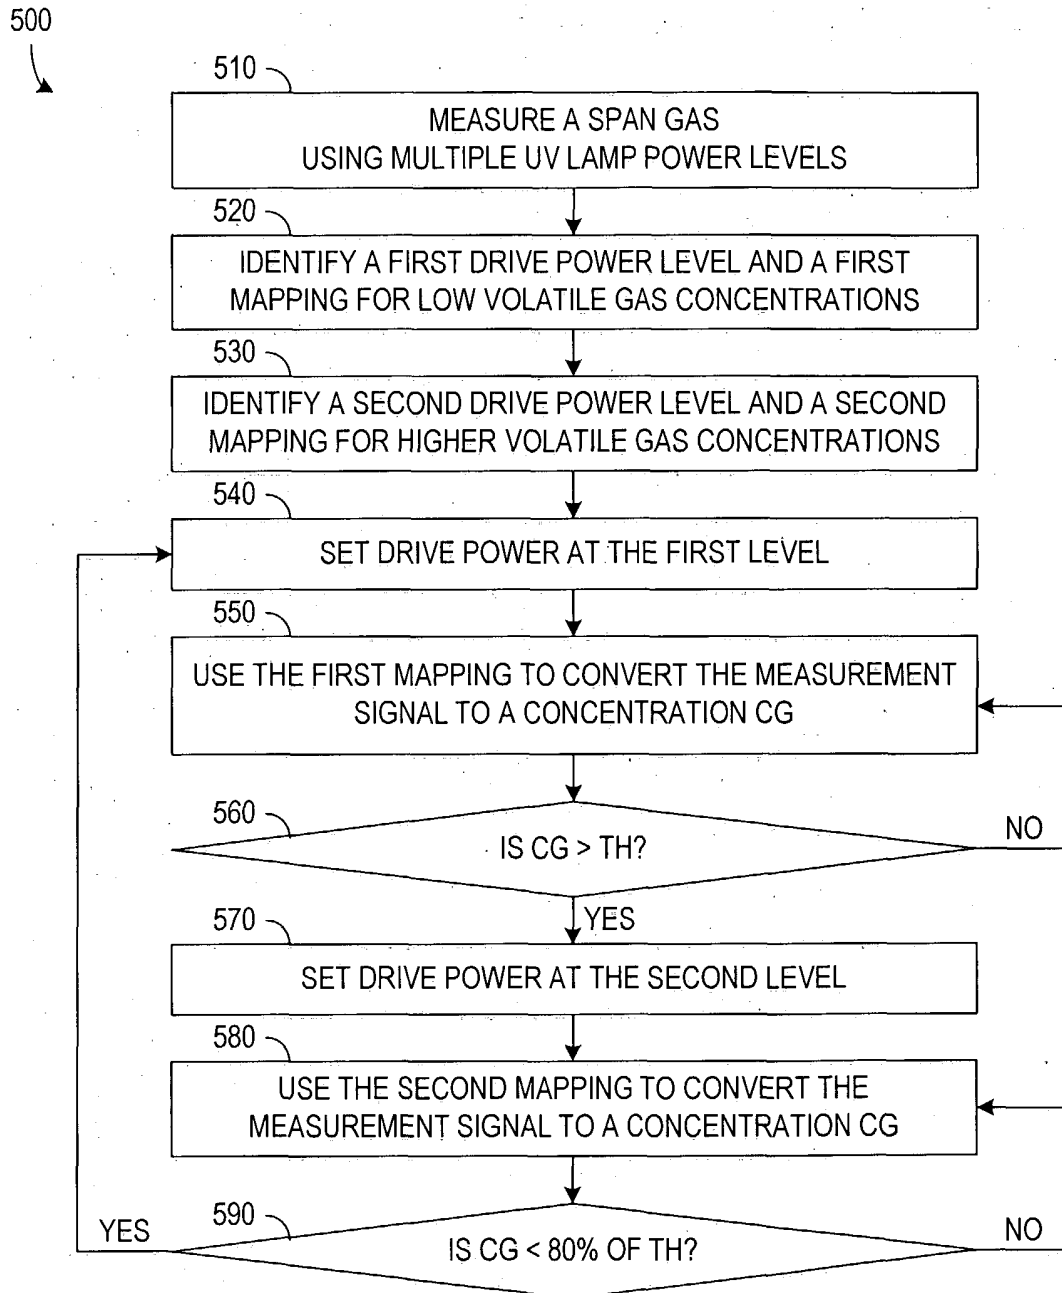 500
510
MEASURE A SPAN GAS
USING MULTIPLE UV LAMP POWER LEVELS
520
IDENTIFY A FIRST DRIVE POWER LEVEL AND A FIRST
MAPPING FOR LOW VOLATILE GAS CONCENTRATIONS
530
IDENTIFY A SECOND DRIVE POWER LEVEL AND A SECOND
MAPPING FOR HIGHER VOLATILE GAS CONCENTRATIONS
540
SET DRIVE POWER AT THE FIRST LEVEL
550
USE THE FIRST MAPPING TO CONVERT THE MEASUREMENT
SIGNAL TO A CONCENTRATION CG
560
IS CG > TH?
NO
YES
570
SET DRIVE POWER AT THE SECOND LEVEL
580
USE THE SECOND MAPPING TO CONVERT THE
MEASUREMENT SIGNAL TO A CONCENTRATION CG
590
YES
IS CG < 80% OF TH?
NO